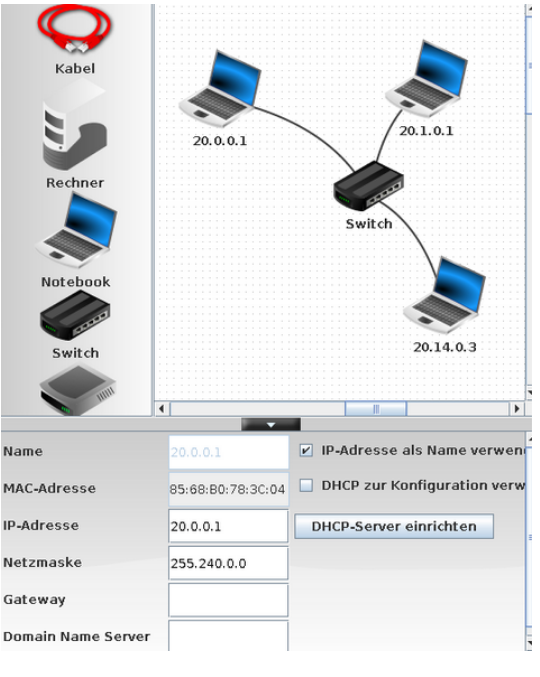 Kabel
Rechner
Notebook
Switch
20.0.0.1
20.1.0.1
Switch
20.14.0.3
Name
20.0.0.1
IP-Adresse als Name verwen
MAC-Adresse
85:68:B0:78:3C:04
DHCP zur Konfiguration verw
IP-Adresse
20.0.0.1
DHCP-Server einrichten
Netzmaske
255.240.0.0
Gateway
Domain Name Server